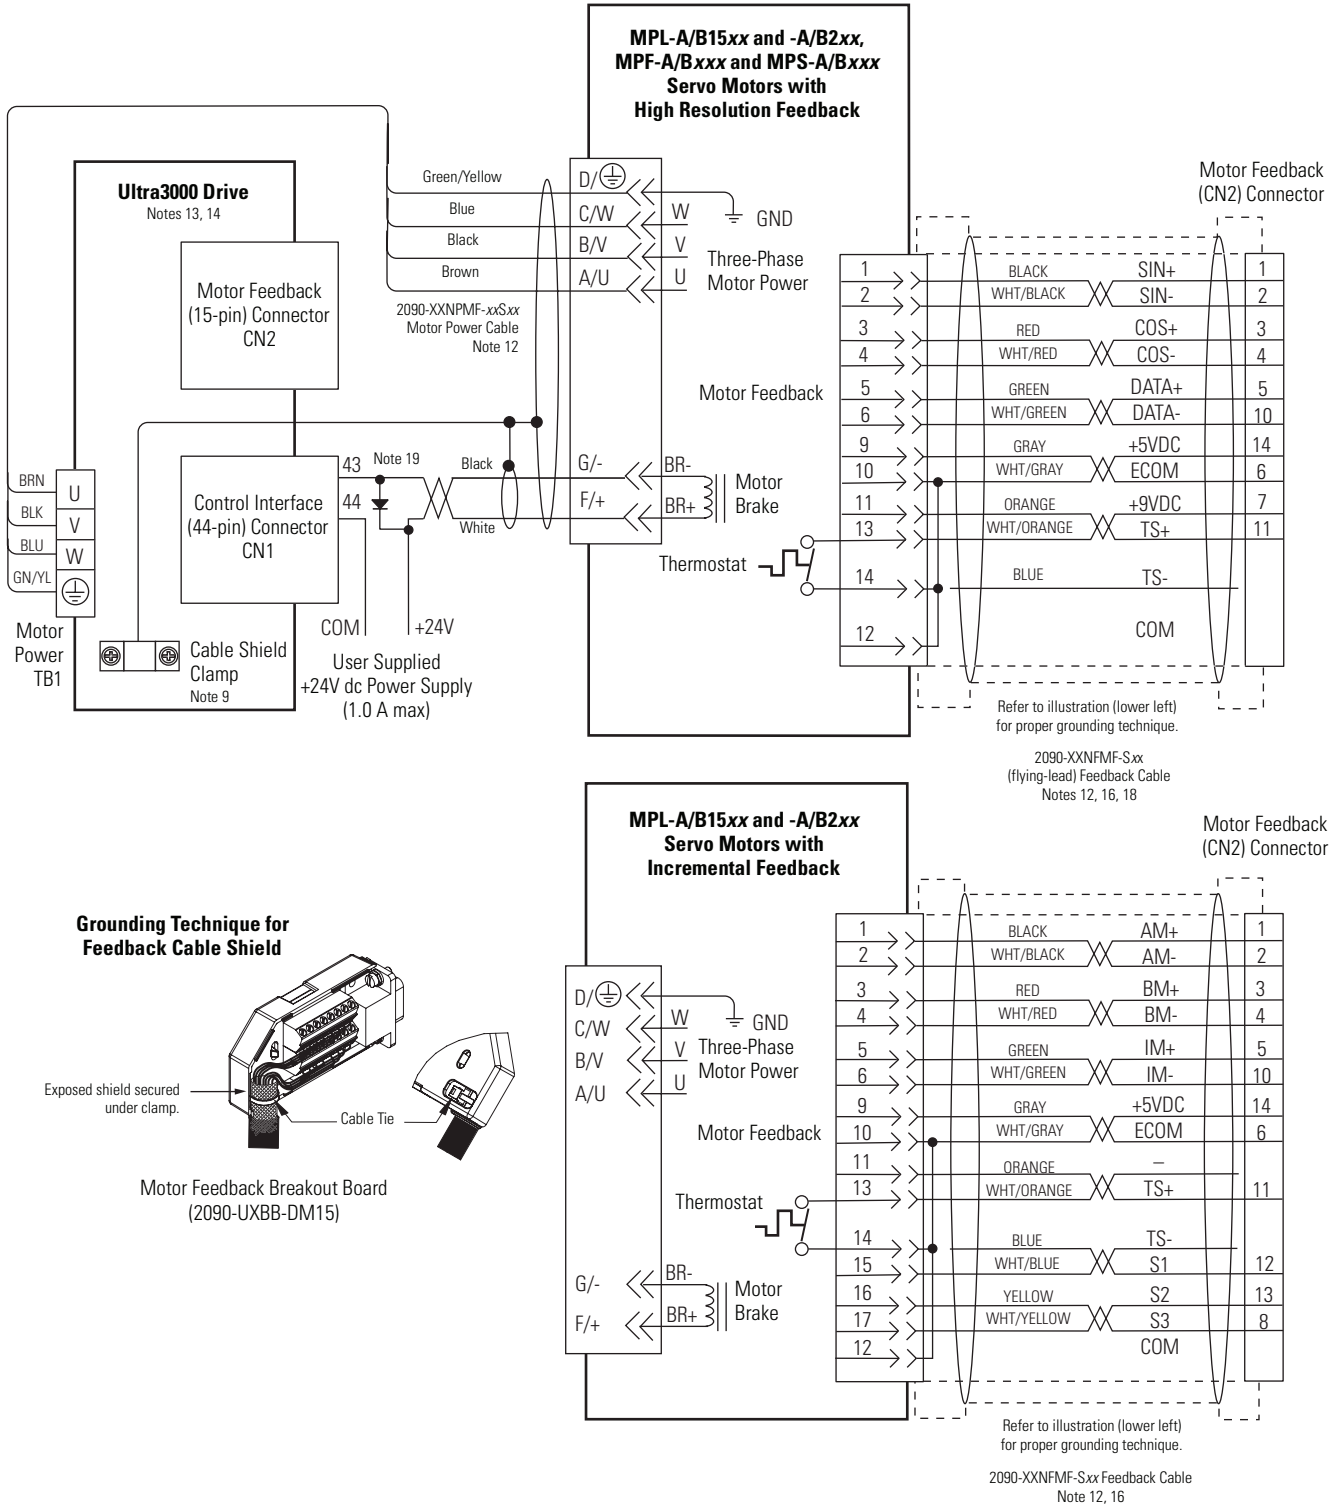 MPL-A/B15xx and -A/B2xx,
MPF-A/Bxxx and MPS-A/Bxxx
Servo Motors with
High Resolution Feedback
Ultra3000 Drive
Notes 13, 14
Motor Feedback
(15-pin) Connector
CN2
Control Interface
(44-pin) Connector
CN1
43
44
Note 19
BRN
BLK
BLU
GN/YL
U
V
W
Motor
Power
TB1
Cable Shield
Clamp
Note 9
COM
+24V
User Supplied
+24V dc Power Supply
(1.0 A max)
Green/Yellow
Blue
Black
Brown
2090-XXNPMF-xxSxx
Motor Power Cable
Note 12
Black
White
D/
C/W
B/V
A/U
G/-
F/+
W
V
U
GND
Three-Phase
Motor Power
BR-
BR+
Motor
Brake
Motor Feedback
Thermostat
Motor Feedback
(CN2) Connector
1 BLACK SIN+ 1
2 WHT/BLACK SIN- 2
3 RED COS+ 3
4 WHT/RED COS- 4
5 GREEN DATA+ 5
6 WHT/GREEN DATA- 10
9 GRAY +5VDC 14
10 WHT/GRAY ECOM 6
11 ORANGE +9VDC 7
13 WHT/ORANGE TS+ 11
14 BLUE TS-
12 COM
Refer to illustration (lower left)
for proper grounding technique.
2090-XXNFMF-Sxx
(flying-lead) Feedback Cable
Notes 12, 16, 18
MPL-A/B15xx and -A/B2xx
Servo Motors with
Incremental Feedback
Motor Feedback
(CN2) Connector
Grounding Technique for
Feedback Cable Shield
Exposed shield secured
under clamp.
Cable Tie
Motor Feedback Breakout Board
(2090-UXBB-DM15)
D/
C/W
B/V
A/U
G/-
F/+
W
V
U
GND
Three-Phase
Motor Power
Motor Feedback
Thermostat
BR-
BR+
Motor
Brake
1 BLACK AM+ 1
2 WHT/BLACK AM- 2
3 RED BM+ 3
4 WHT/RED BM- 4
5 GREEN IM+ 5
6 WHT/GREEN IM- 10
9 GRAY +5VDC 14
10 WHT/GRAY ECOM 6
11 ORANGE –
13 WHT/ORANGE TS+ 11
14 BLUE TS-
15 WHT/BLUE S1 12
16 YELLOW S2 13
17 WHT/YELLOW S3 8
12 COM
Refer to illustration (lower left)
for proper grounding technique.
2090-XXNFMF-Sxx Feedback Cable
Note 12, 16